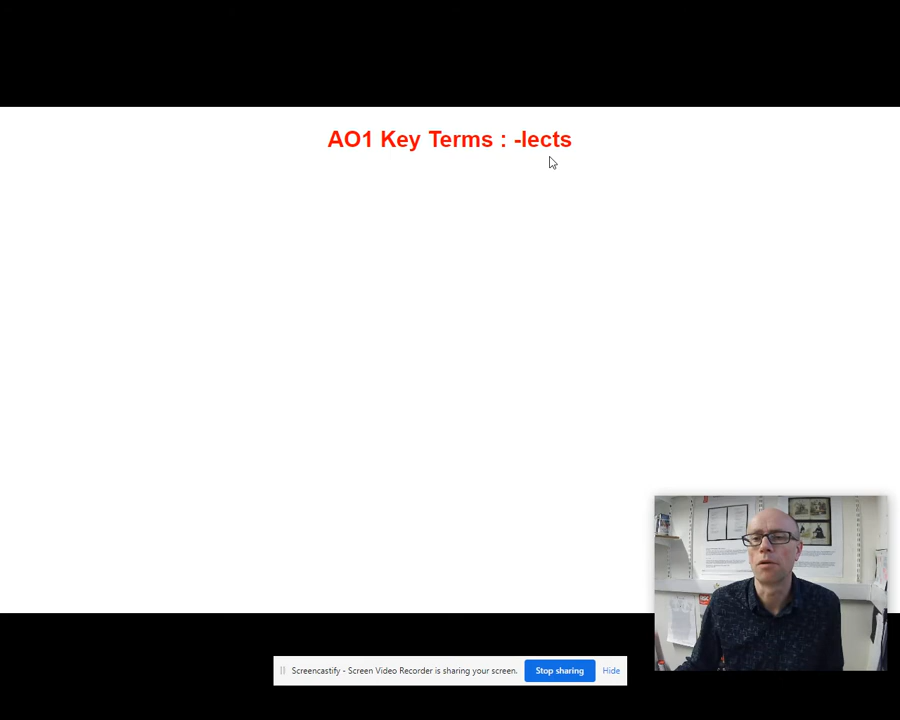 AO1 Key Terms : -lects
Screencastify - Screen Video Recorder is sharing your screen. Stop sharing Hide